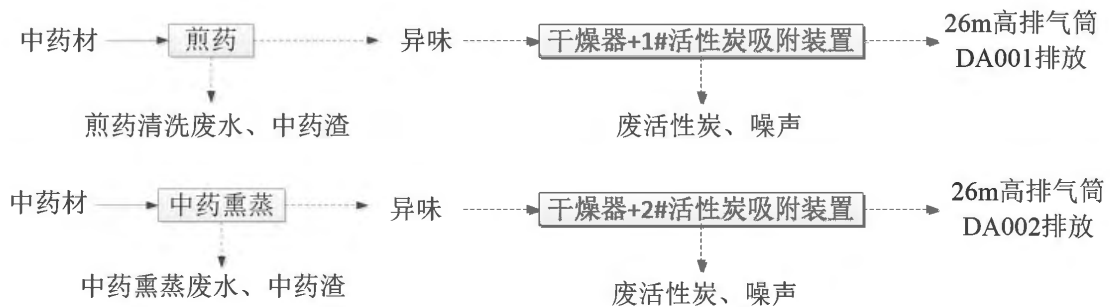 中药材 煎药 异味 干燥器+1#活性炭吸附装置 26m高排气筒
DA001排放
煎药清洗废水、中药渣 废活性炭、噪声
中药材 中药熏蒸 异味 干燥器+2#活性炭吸附装置 26m高排气筒
DA002排放
中药熏蒸废水、中药渣 废活性炭、噪声